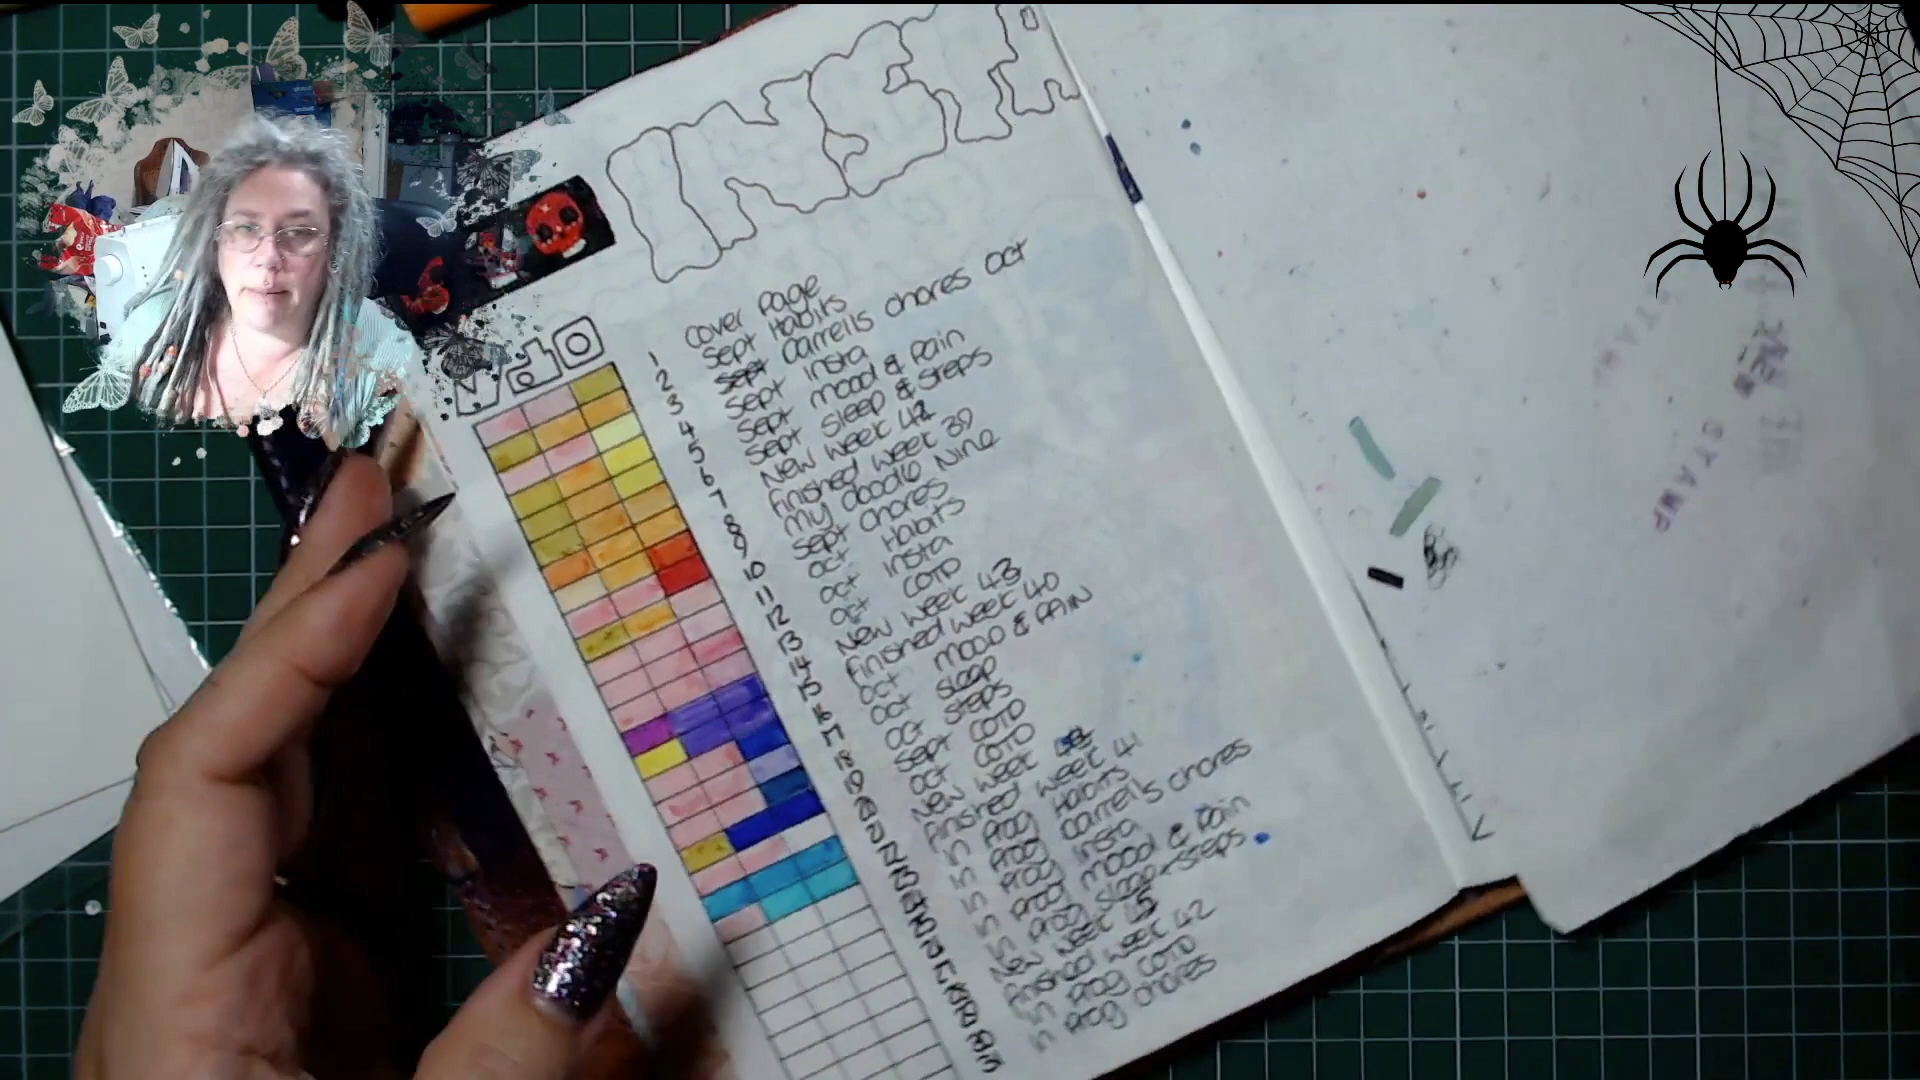 INSTA
1 cover page
2 Sept Habits
3 Sept Carrells chores oct
4 Sept insta
5 Sept mood & pain
6 Sept sleep & steps
7 New week 42
8 finished week 39
9 my doodle Nine
10 Sept chores
11 oct Habits
12 oct insta
13 oct COTD
14 New week 43
15 finished week 40
16 oct mood & PAIN
17 oct sleep
18 oct steps
19 Sept COTD
20 oct COTD
21 New week
22 finished week 41
23 in prog Habits
24 in prog Carrells chores
25 in prog insta
26 in prog mood & pain
27 in prog sleep - steps
28 New week 45
29 finished week 42
30 in prog COTD
31 in prog chores
STAMP
STAMP